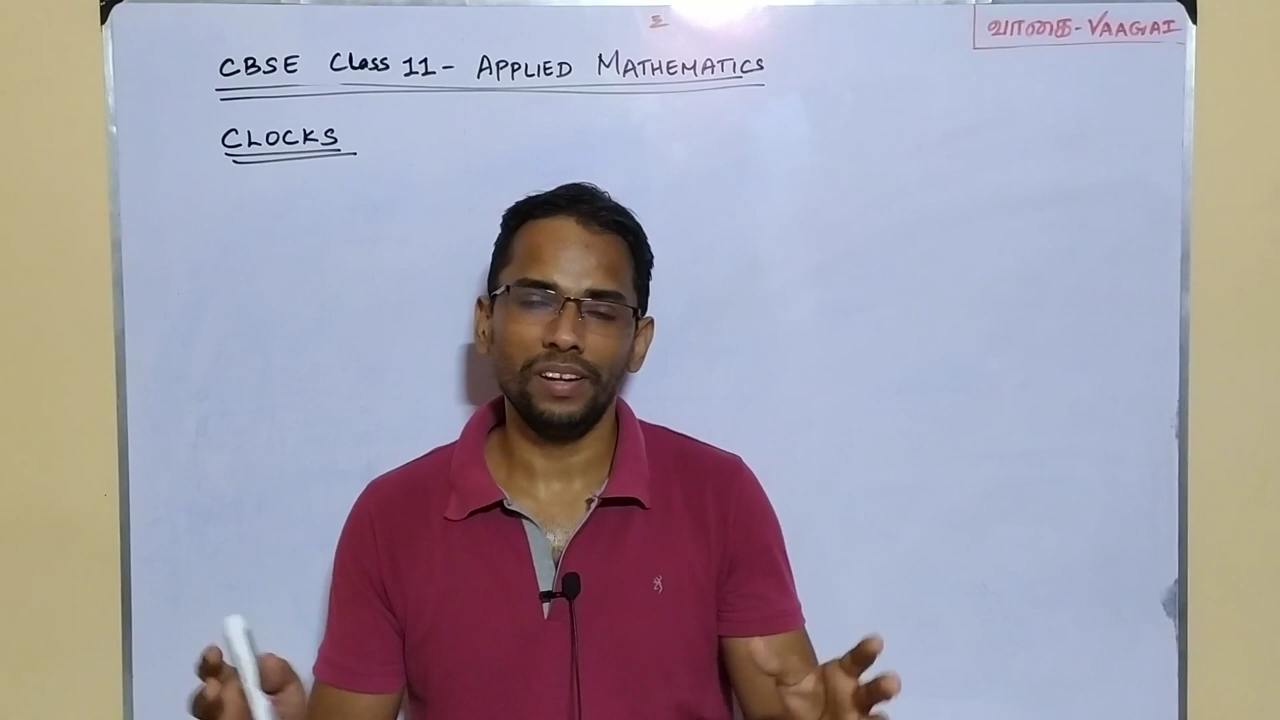 CBSE Class 11 - APPLIED MATHEMATICS
வாகை - VAAGAI
CLOCKS